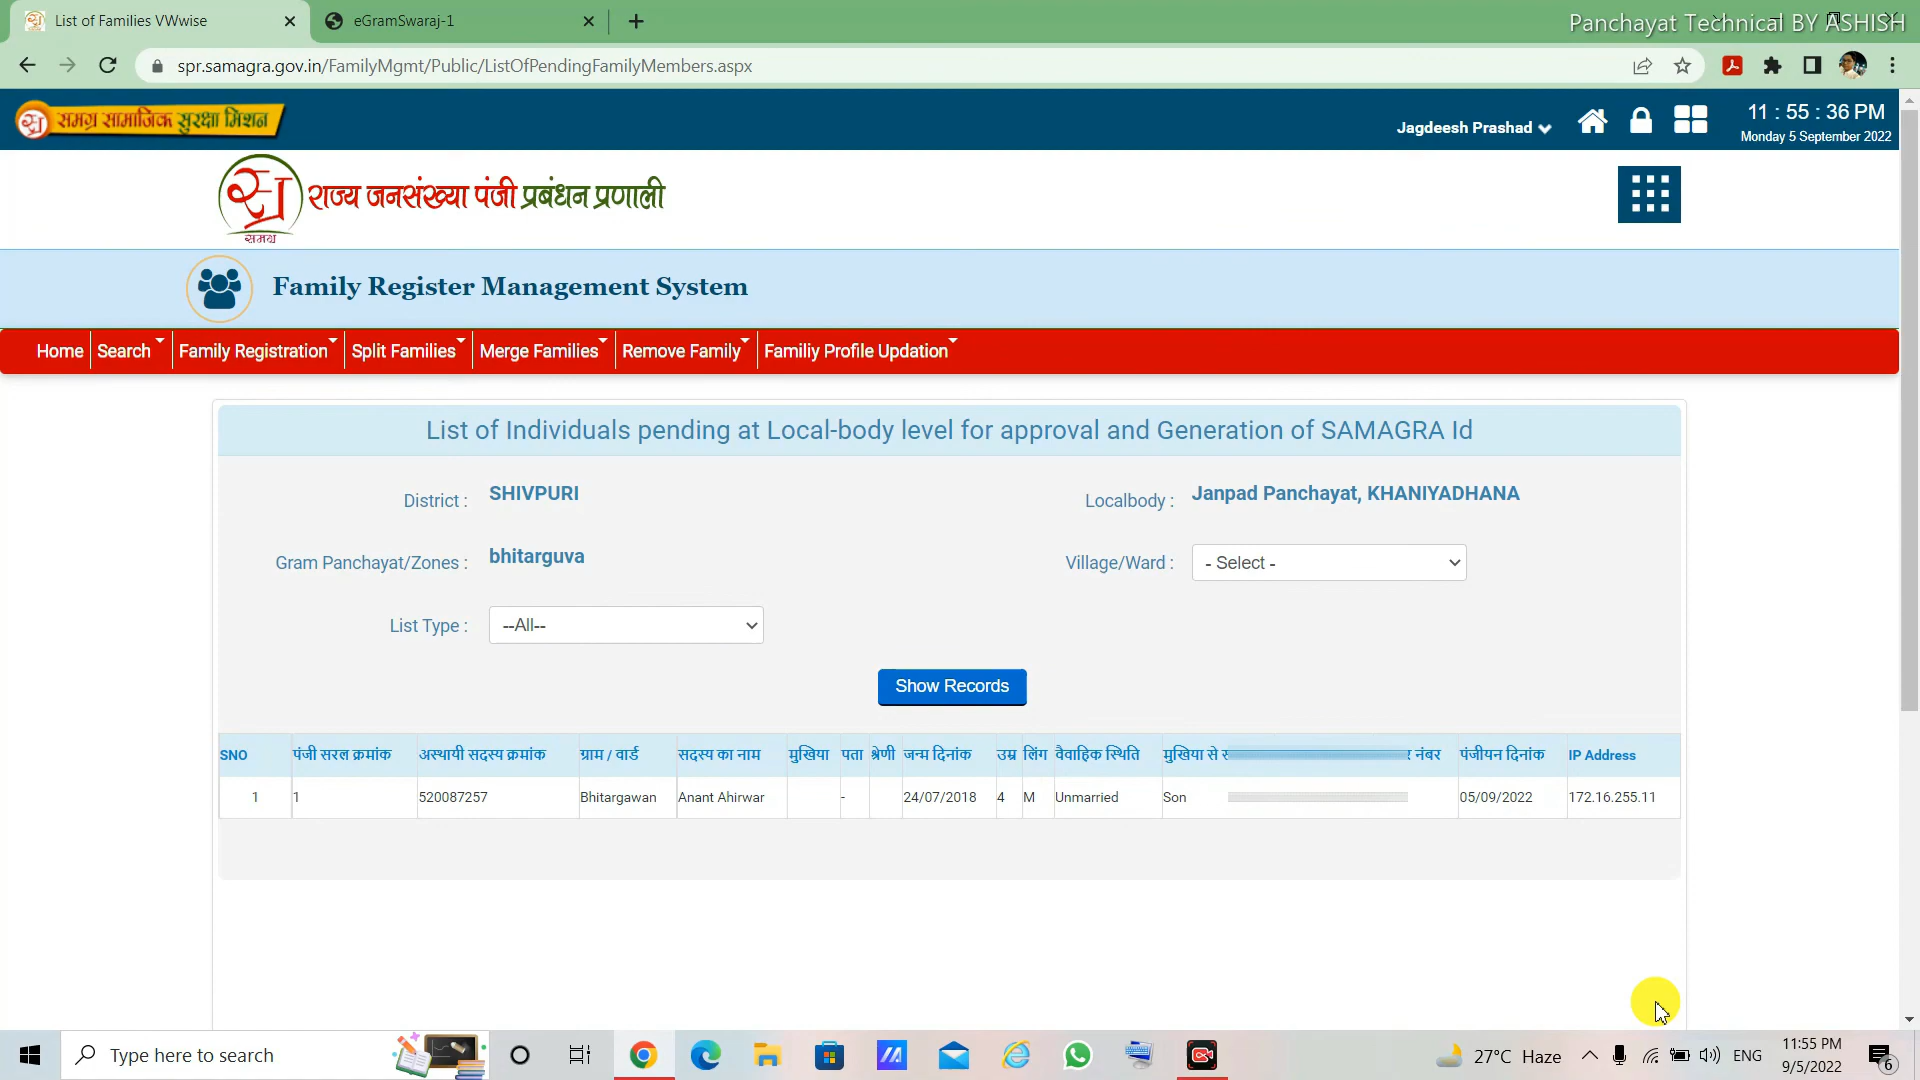 List of Families VWwise
eGramSwaraj-1
Panchayat Technical BY ASHISH
spr.samagra.gov.in/FamilyMgmt/Public/ListOfPendingFamilyMembers.aspx
समग्र सामाजिक सुरक्षा मिशन
Jagdeesh Prashad
11 : 55 : 36 PM
Monday 5 September 2022
समग्र
राज्य जनसंख्या पंजी प्रबंधन प्रणाली
Family Register Management System
Home Search Family Registration Split Families Merge Families Remove Family Familiy Profile Updation
List of Individuals pending at Local-body level for approval and Generation of SAMAGRA Id
District : SHIVPURI Localbody : Janpad Panchayat, KHANIYADHANA
Gram Panchayat/Zones : bhitarguva Village/Ward : - Select -
List Type : --All--
Show Records
SNO पंजी सरल क्रमांक अस्थायी सदस्य क्रमांक ग्राम / वार्ड सदस्य का नाम मुखिया पता श्रेणी जन्म दिनांक उम्र लिंग वैवाहिक स्थिति मुखिया से नंबर पंजीयन दिनांक IP Address
1 1 520087257 Bhitargawan Anant Ahirwar - 24/07/2018 4 M Unmarried Son 05/09/2022 172.16.255.11
Type here to search
27°C Haze
ENG
11:55 PM
9/5/2022
6